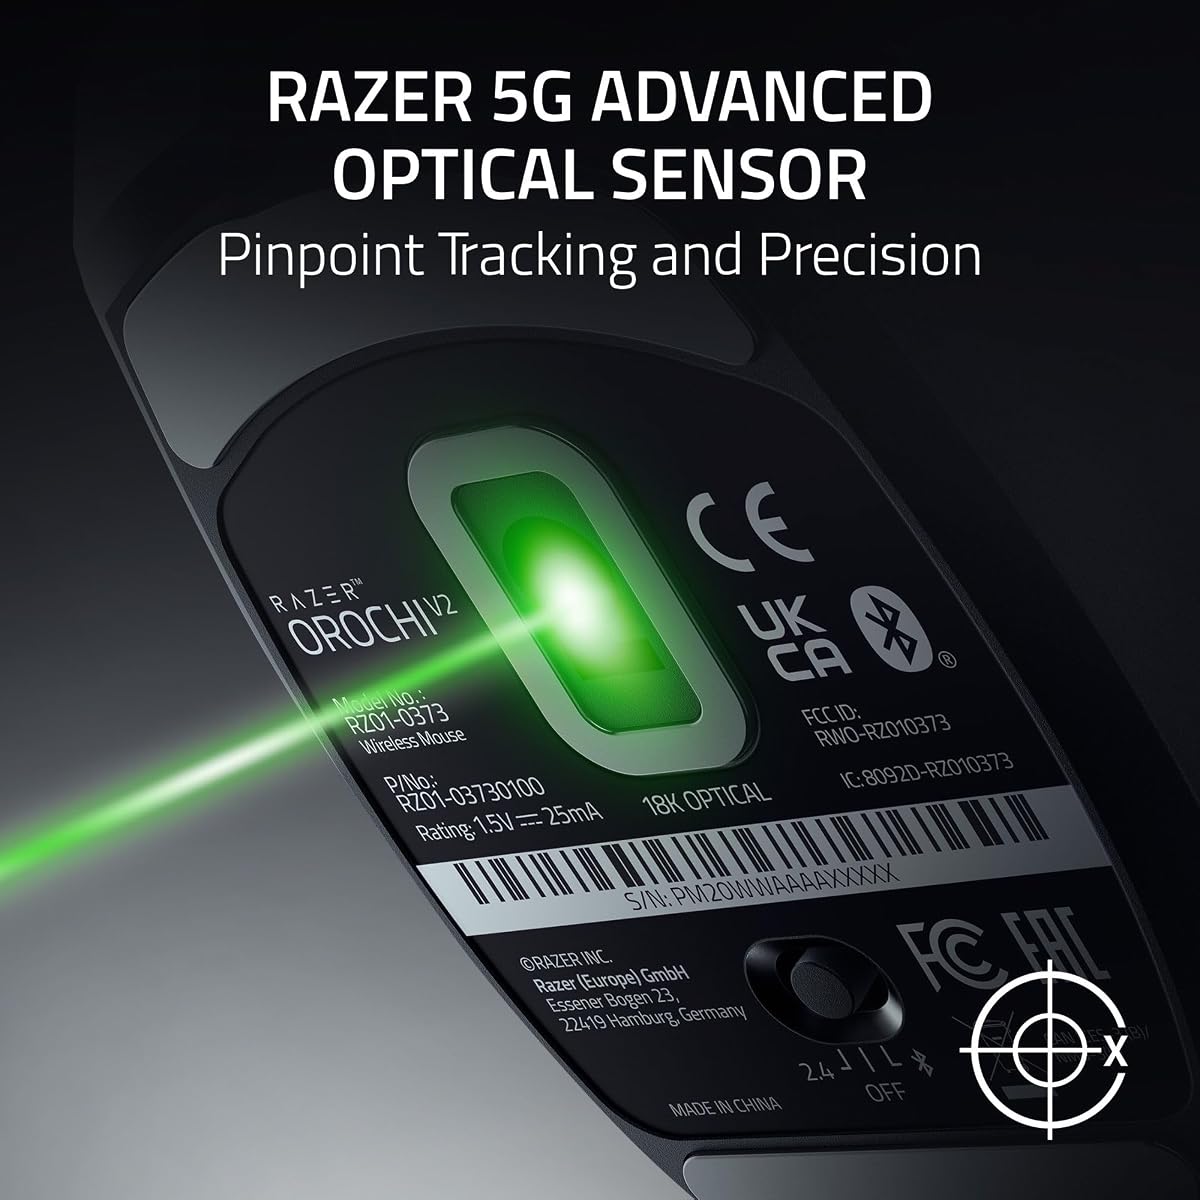 RAZER 5G ADVANCED
OPTICAL SENSOR
Pinpoint Tracking and Precision
CE
RAZER™
OROCHI V2
UK
CA
®
Model No.:
RZ01-0373
Wireless Mouse
FCC ID:
RWO-RZ010373
P/No.:
RZ01-03730100
IC:8092D-RZ010373
Rating: 1.5V ⎓ 25mA
18K OPTICAL
S/N: PM20WWAAAAXXXXX
©RAZER INC.
Razer (Europe) GmbH
Essener Bogen 23,
22419 Hamburg, Germany
FC
EAC
2.4
OFF
X
MADE IN CHINA